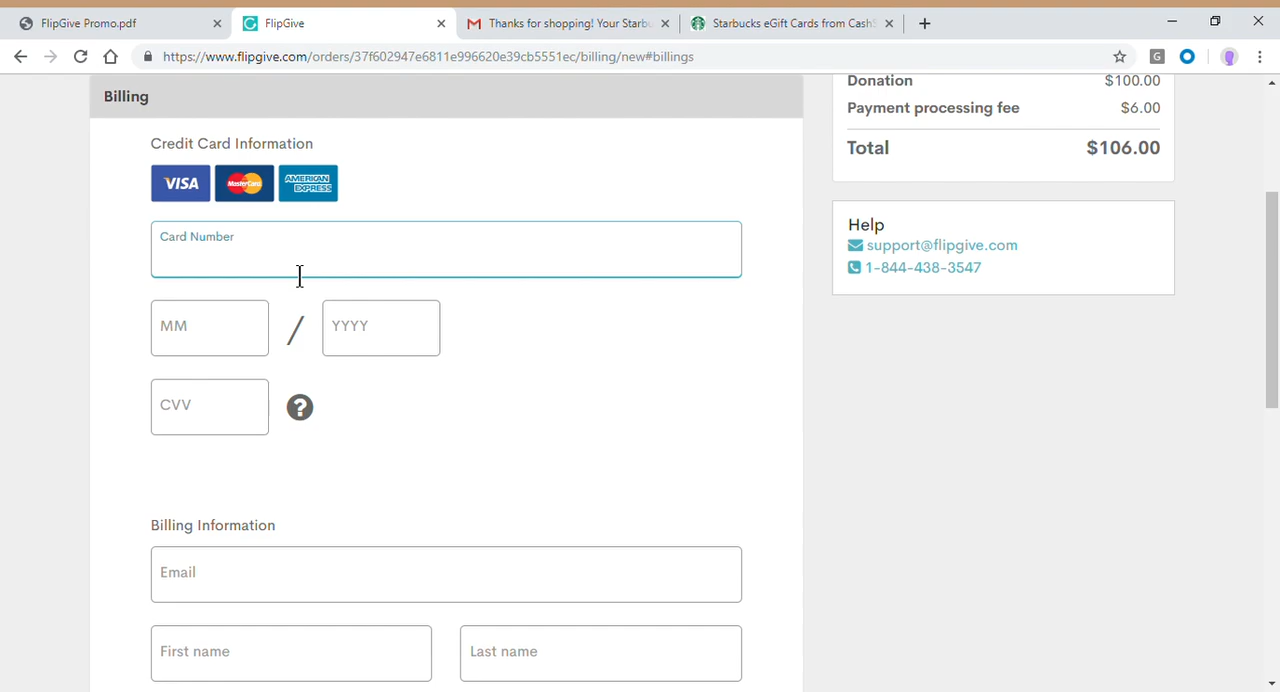 FlipGive Promo.pdf
FlipGive
Thanks for shopping! Your Starbu
Starbucks eGift Cards from CashS
https://www.flipgive.com/orders/37f602947e6811e996620e39cb5551ec/billing/new#billings
G
Billing
Credit Card Information
VISA
MasterCard
AMERICAN
EXPRESS
Card Number
MM
/
YYYY
CVV
?
Billing Information
Email
First name
Last name
Donation $100.00
Payment processing fee $6.00
Total $106.00
Help
support@flipgive.com
1-844-438-3547